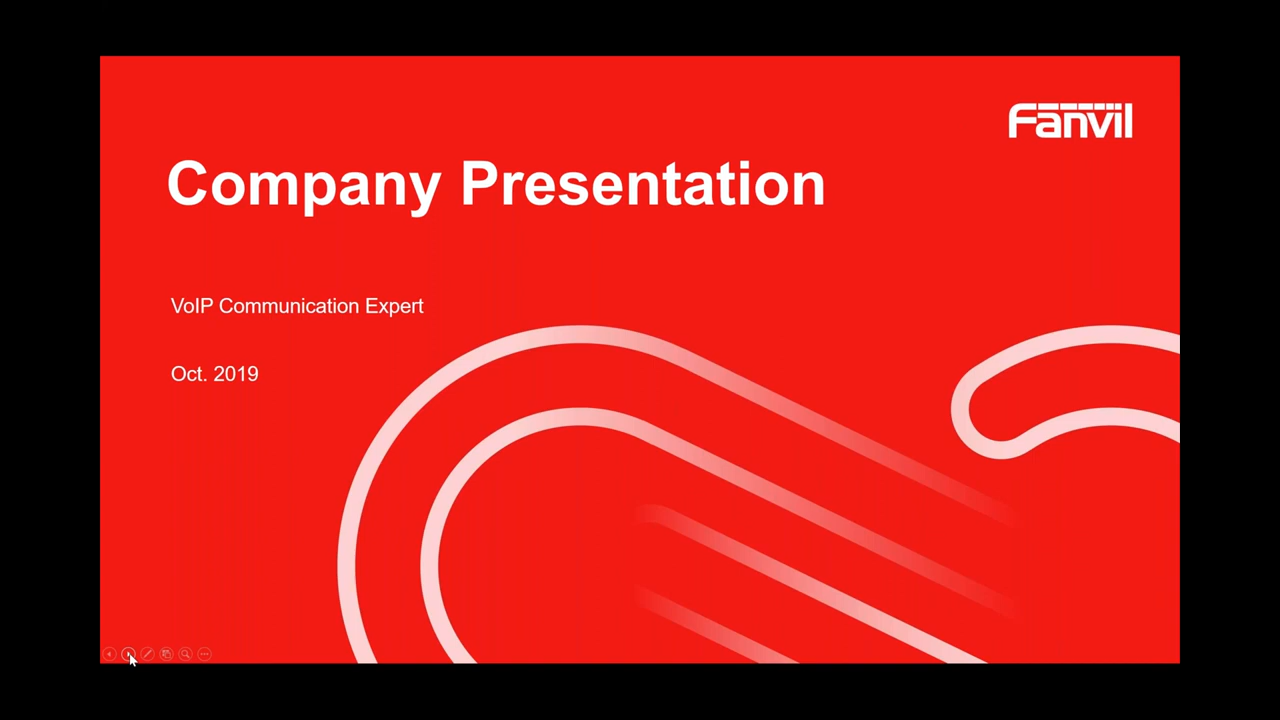 Fanvil
Company Presentation
VoIP Communication Expert
Oct. 2019